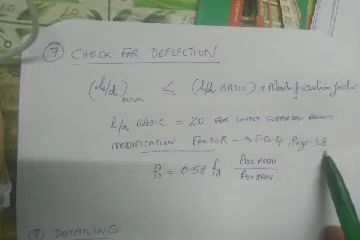 ⑦ CHECK FOR DEFLECTION
(l/d)actual ≤ (l/d BASIC) × Modification factor
l/d BASIC = 20 FOR SIMPLY SUPPORTED BEAMS
MODIFICATION FACTOR → FIG-4, Page-38
fs = 0.58 fy Ast REQD / Ast PROV
(8) DETAILING